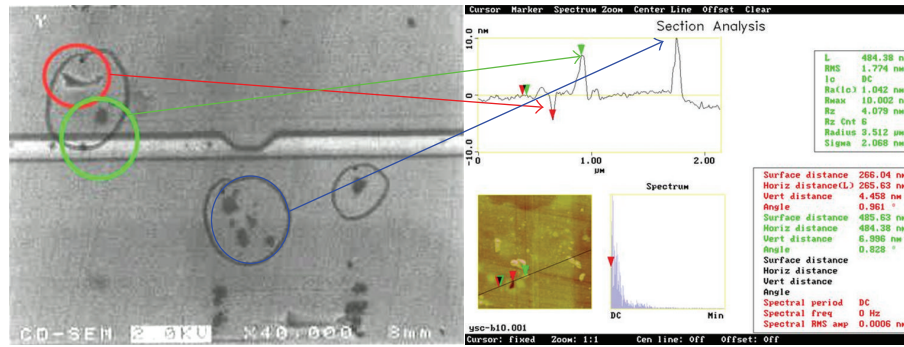 Y
CD-SEM 2.0KV X40,000 8mm
Cursor Marker Spectrum Zoom Center Line Offset Clear
Section Analysis
nm
10.0
0
-10.0
0 1.00 2.00
µm
L 484.38 nm
RMS 1.774 nm
lc DC
Ra(lc) 1.042 nm
Rmax 10.002 nm
Rz 4.079 nm
Rz Cnt 6
Radius 3.512 µm
Sigma 2.068 nm
Spectrum
DC Min
Surface distance 266.04 nm
Horiz distance(L) 265.63 nm
Vert distance 4.458 nm
Angle 0.961 °
Surface distance 485.63 nm
Horiz distance 484.38 nm
Vert distance 6.996 nm
Angle 0.828 °
Surface distance
Horiz distance
Vert distance
Angle
Spectral period DC
Spectral freq 0 Hz
Spectral RMS amp 0.0006 nm
ysc-b10.001
Cursor: fixed Zoom: 1:1 Cen line: Off Offset: Off